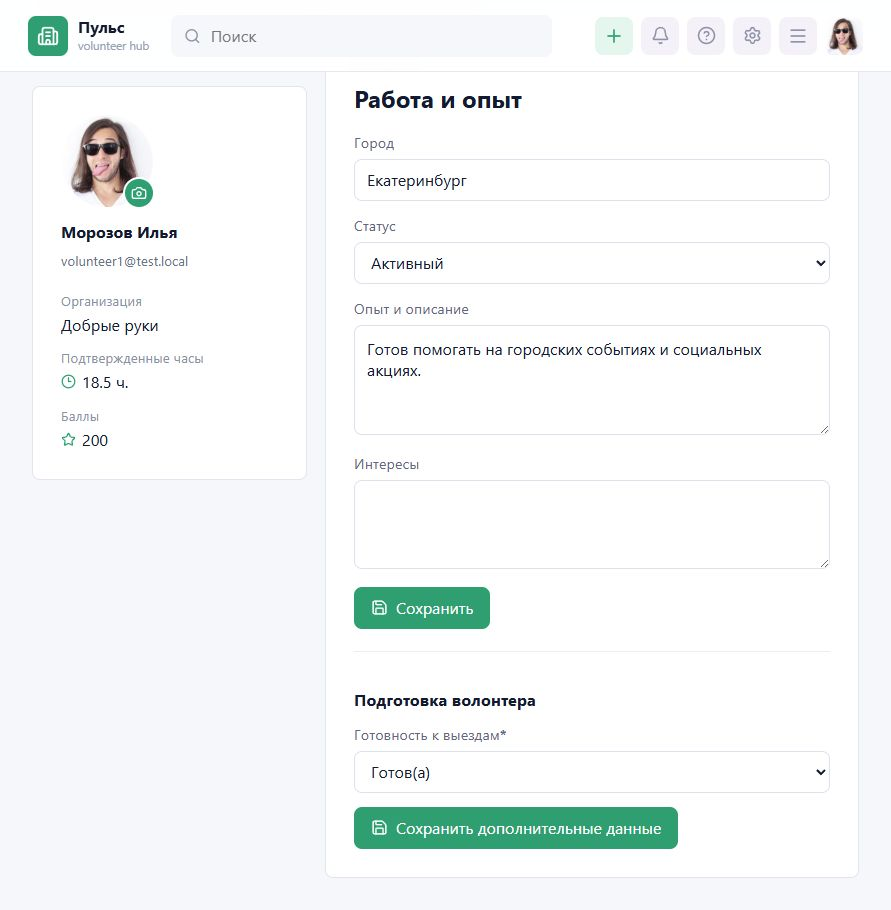 Пульс
volunteer hub
Поиск
Морозов Илья
volunteer1@test.local
Организация
Добрые руки
Подтвержденные часы
18.5 ч.
Баллы
200
Работа и опыт
Город
Екатеринбург
Статус
Активный
Опыт и описание
Готов помогать на городских событиях и социальных
акциях.
Интересы
Сохранить
Подготовка волонтера
Готовность к выездам*
Готов(а)
Сохранить дополнительные данные